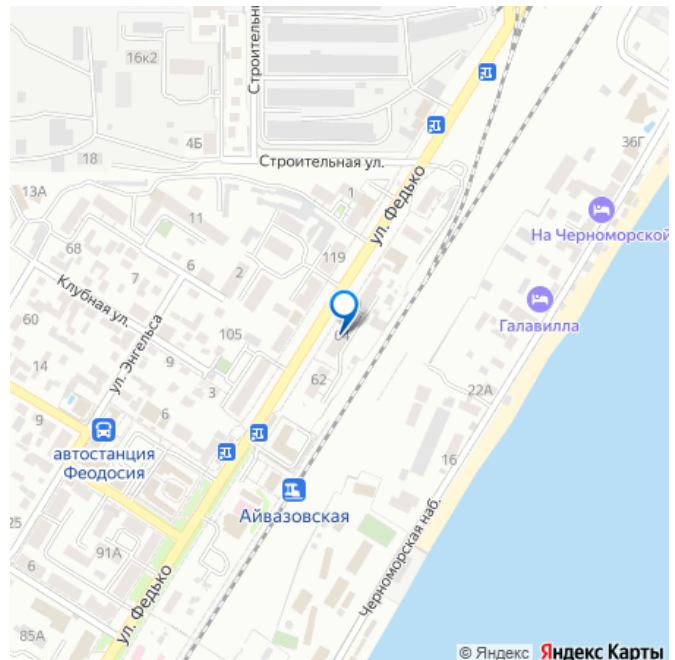 16к2
Строительн
4Б
18
Строительная ул.
36Г
13А
1
ул. Федько
11
На Черноморской
68
6
119
7
2
Клубная ул.
Галавилла
60
105
64
ул. Энгельса
14
9
62
3
22А
9
6
автостанция
Феодосия
16
Айвазовская
25
91А
Черноморская наб.
6
ул. Федько
85А
© Яндекс Яндекс Карты